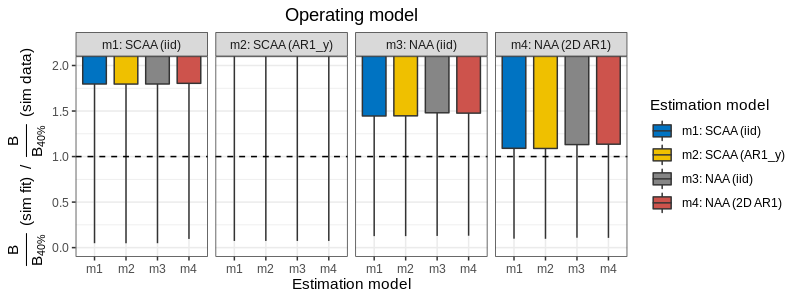 Operating model
m1: SCAA (iid)
m2: SCAA (AR1_y)
m3: NAA (iid)
m4: NAA (2D AR1)
B
B40%
(sim fit) /
B
B40%
(sim data)
2.0
1.5
1.0
0.5
0.0
m1 m2 m3 m4
m1 m2 m3 m4
m1 m2 m3 m4
m1 m2 m3 m4
Estimation model
Estimation model
m1: SCAA (iid)
m2: SCAA (AR1_y)
m3: NAA (iid)
m4: NAA (2D AR1)